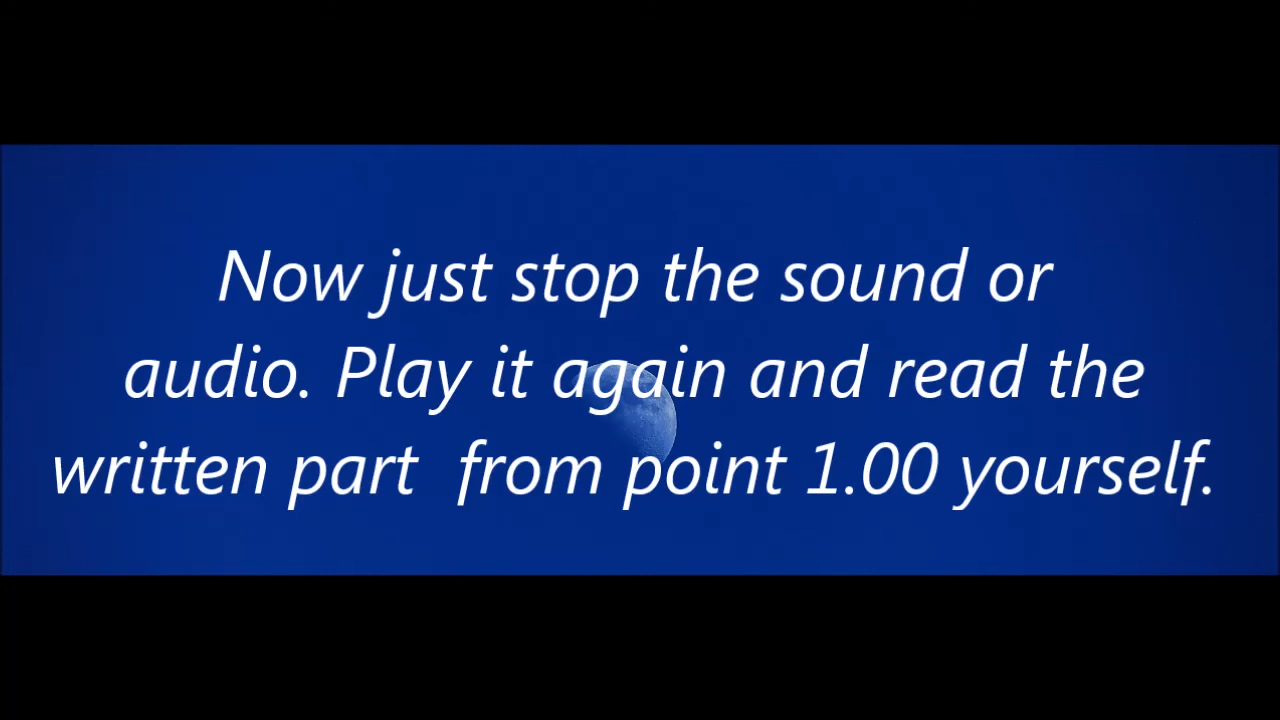 Now just stop the sound or
audio. Play it again and read the
written part  from point 1.00 yourself.